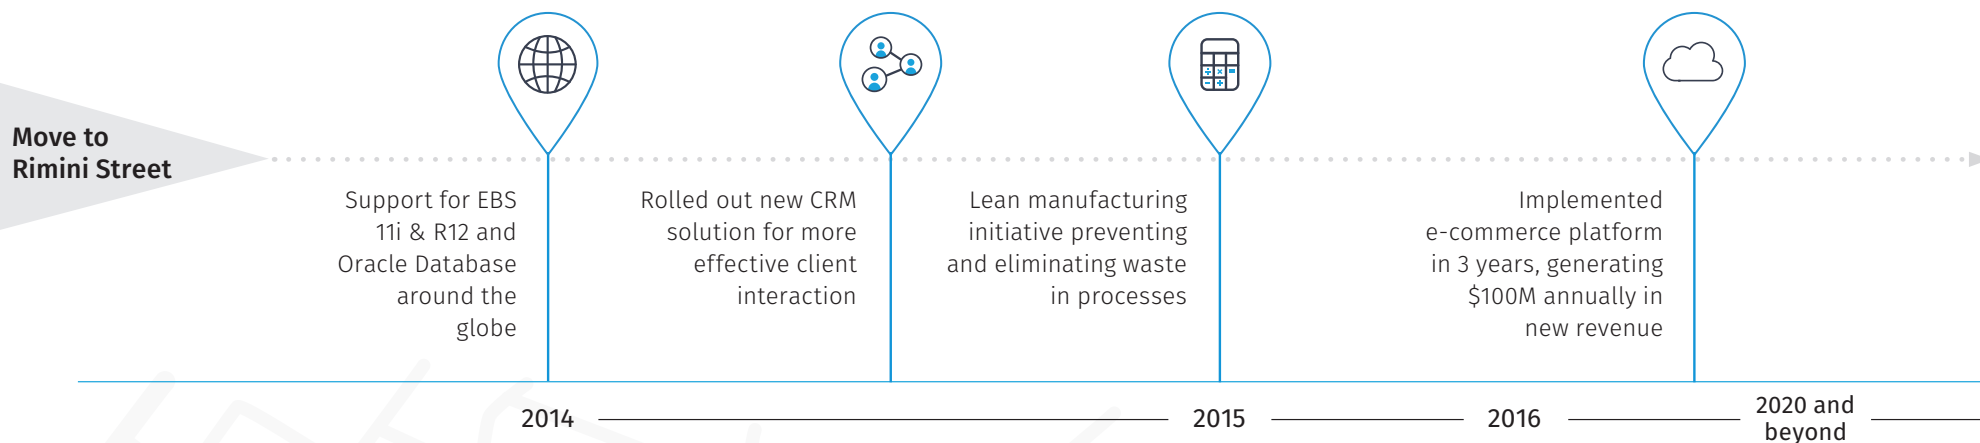 Move to
Rimini Street
Support for EBS
11i & R12 and
Oracle Database
around the
globe
Rolled out new CRM
solution for more
effective client
interaction
Lean manufacturing
initiative preventing
and eliminating waste
in processes
Implemented
e-commerce platform
in 3 years, generating
$100M annually in
new revenue
2014
2015
2016
2020 and
beyond